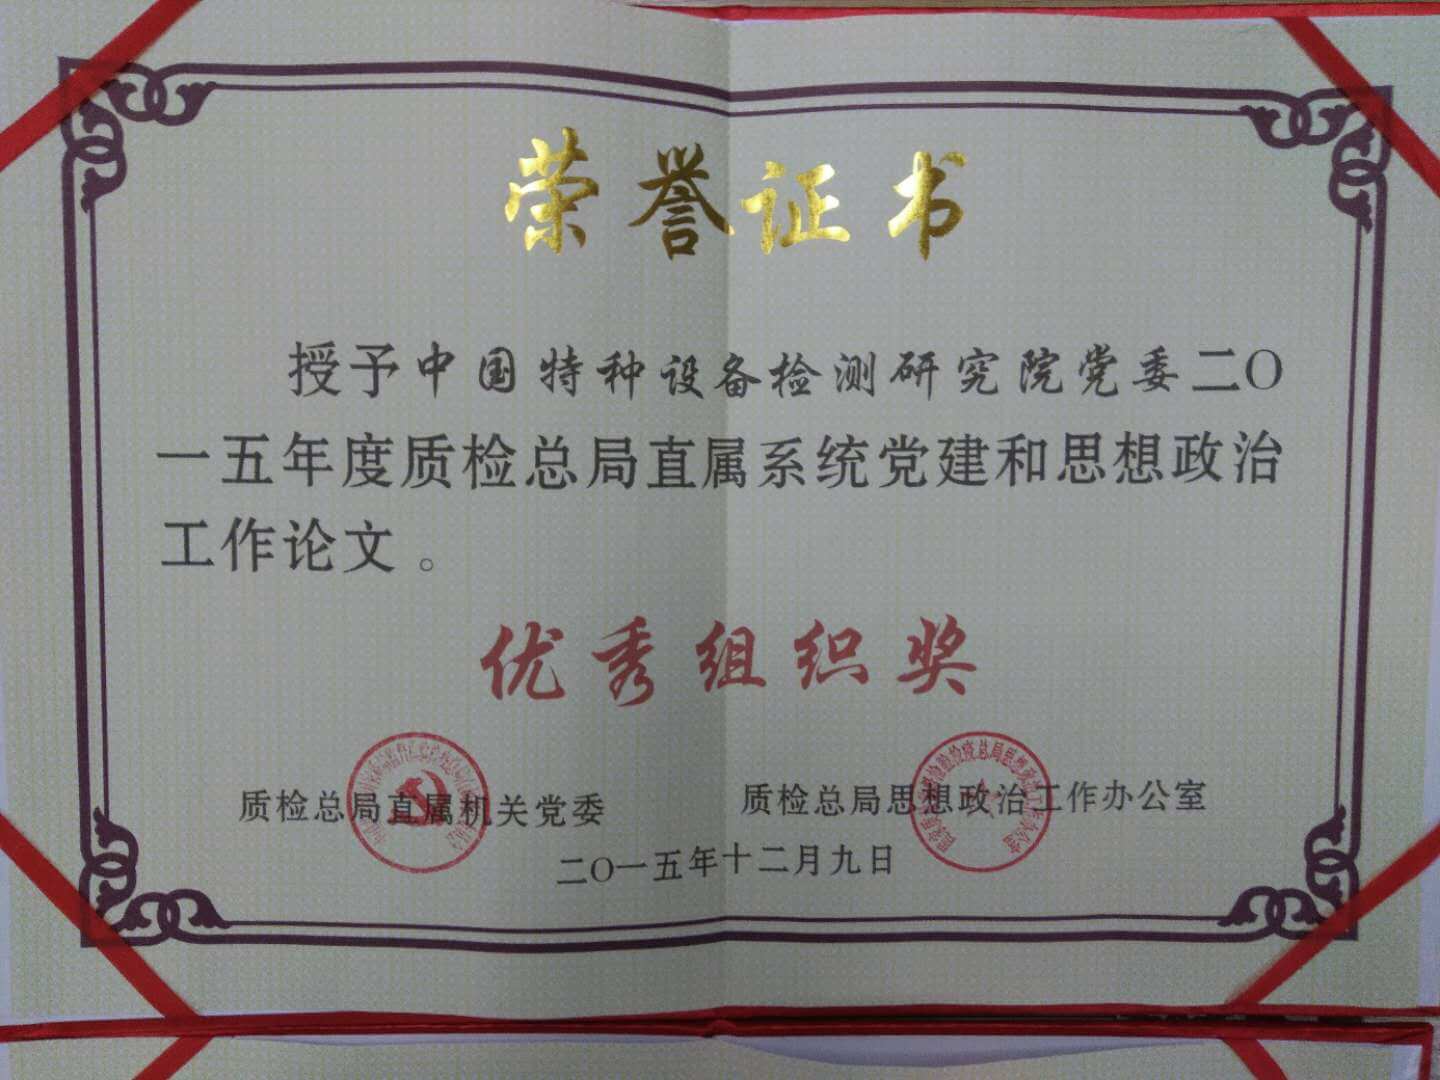 荣誉证书
授予中国特种设备检测研究院党委二〇
一五年度质检总局直属系统党建和思想政治
工作论文。
优秀组织奖
质检总局直属机关党委
质检总局思想政治工作办公室
二〇一五年十二月九日